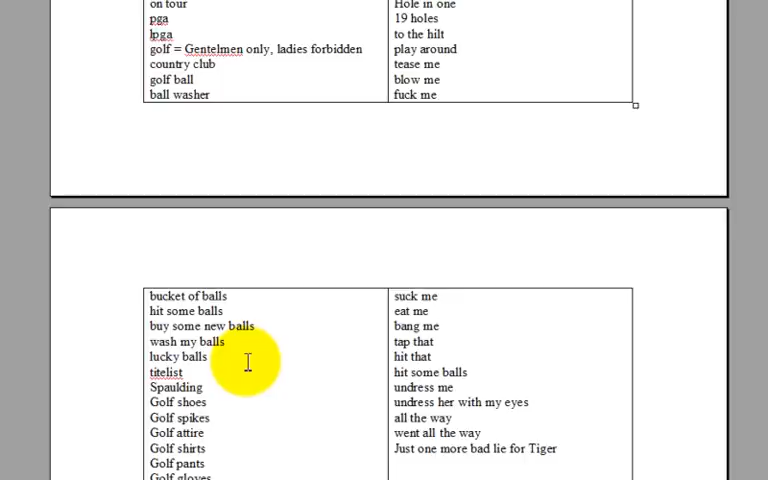 on tour
pga
lpga
golf = Gentelmen only, ladies forbidden
country club
golf ball
ball washer
Hole in one
19 holes
to the hilt
play around
tease me
blow me
fuck me
bucket of balls
hit some balls
buy some new balls
wash my balls
lucky balls
titelist
Spaulding
Golf shoes
Golf spikes
Golf attire
Golf shirts
Golf pants
Golf gloves
suck me
eat me
bang me
tap that
hit that
hit some balls
undress me
undress her with my eyes
all the way
went all the way
Just one more bad lie for Tiger